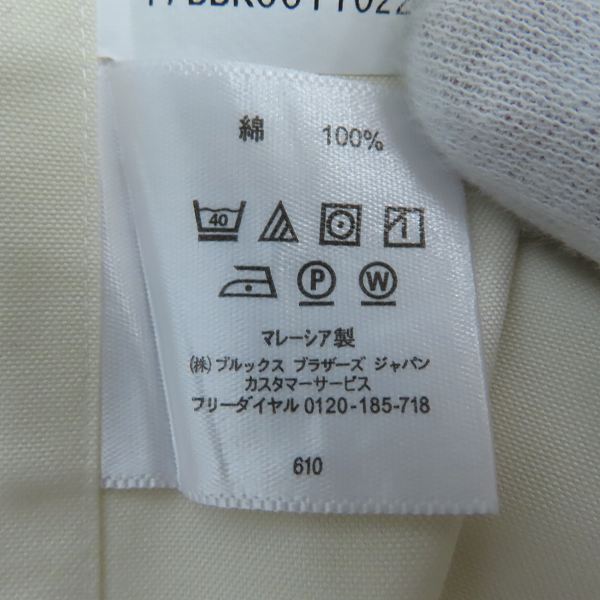 綿 100%
40
P W
マレーシア製
(株)ブルックス ブラザーズ ジャパン
カスタマーサービス
フリーダイヤル 0120-185-718
610